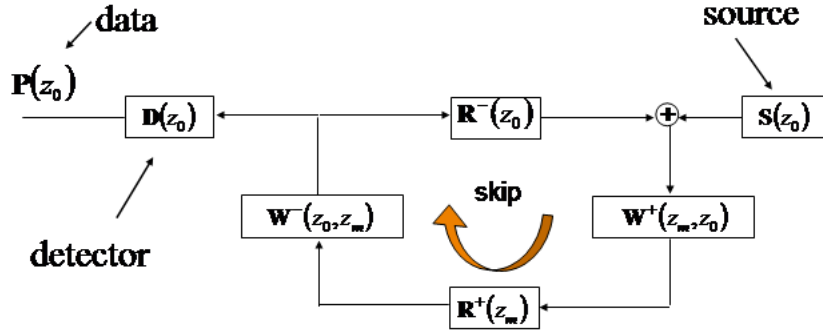 data
source
P(z₀)
D(z₀)
R⁻(z₀)
+
S(z₀)
skip
W⁻(z₀,zₘ)
W⁺(zₘ,z₀)
detector
R⁺(zₘ)